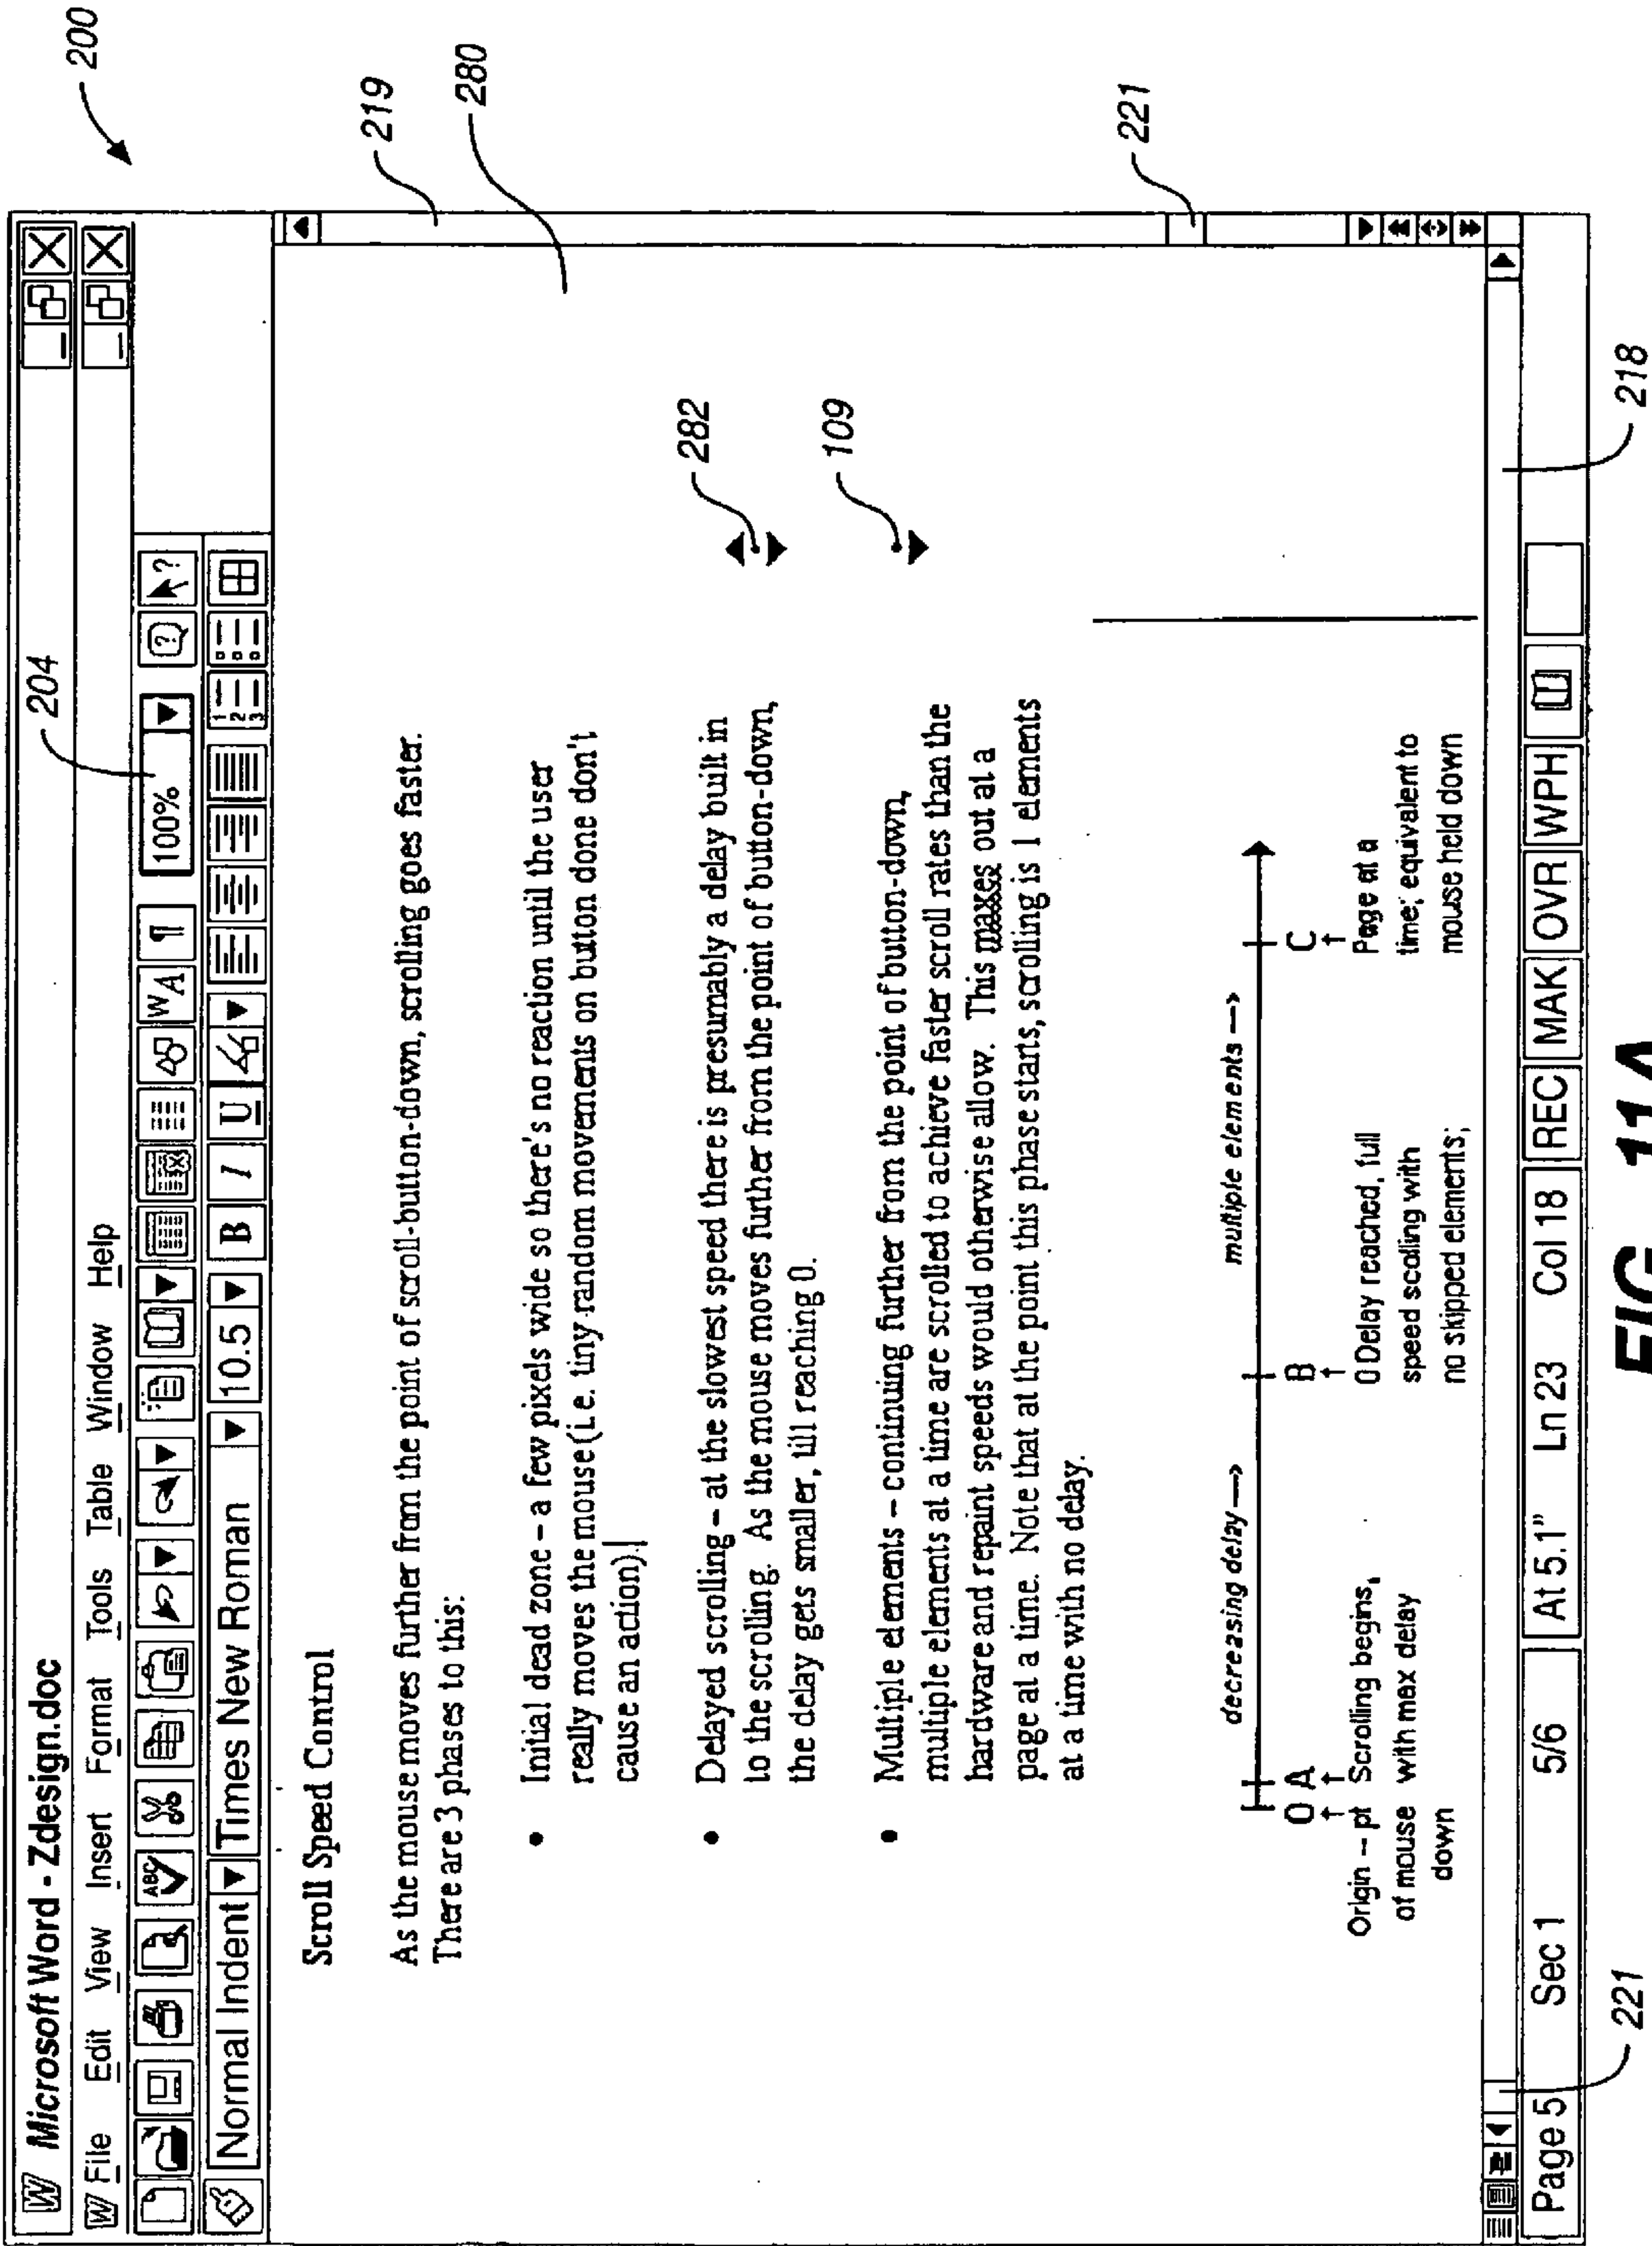 200
W Microsoft Word - Zdesign.doc
W File Edit View Insert Format Tools Table Window Help
204
ABC W A ¶ 100% ? ?
Normal Indent Times New Roman 10.5 B I U 1 2 3
219
280
Scroll Speed Control
As the mouse moves further from the point of scroll-button-down, scrolling goes faster.
There are 3 phases to this:
• Initial dead zone – a few pixels wide so there's no reaction until the user
really moves the mouse (i.e. tiny random movements on button done don't
cause an action).
282
• Delayed scrolling – at the slowest speed there is presumably a delay built in
to the scrolling. As the mouse moves further from the point of button-down,
the delay gets smaller, till reaching 0.
109
• Multiple elements – continuing further from the point of button-down,
multiple elements at a time are scrolled to achieve faster scroll rates than the
hardware and repaint speeds would otherwise allow. This maxes out at a
page at a time. Note that at the point this phase starts, scrolling is 1 elements
at a time with no delay.
221
decreasing delay —> multiple elements —>
O A B C
Origin -- pt Scrolling begins, 0 Delay reached, full Page at a
of mouse with max delay speed scolling with time; equivalent to
down no skipped elements; mouse held down
Page 5 Sec 1 5/6 At 5.1" Ln 23 Col 18 REC MAK OVR WPH
221
218
FIG. 11A